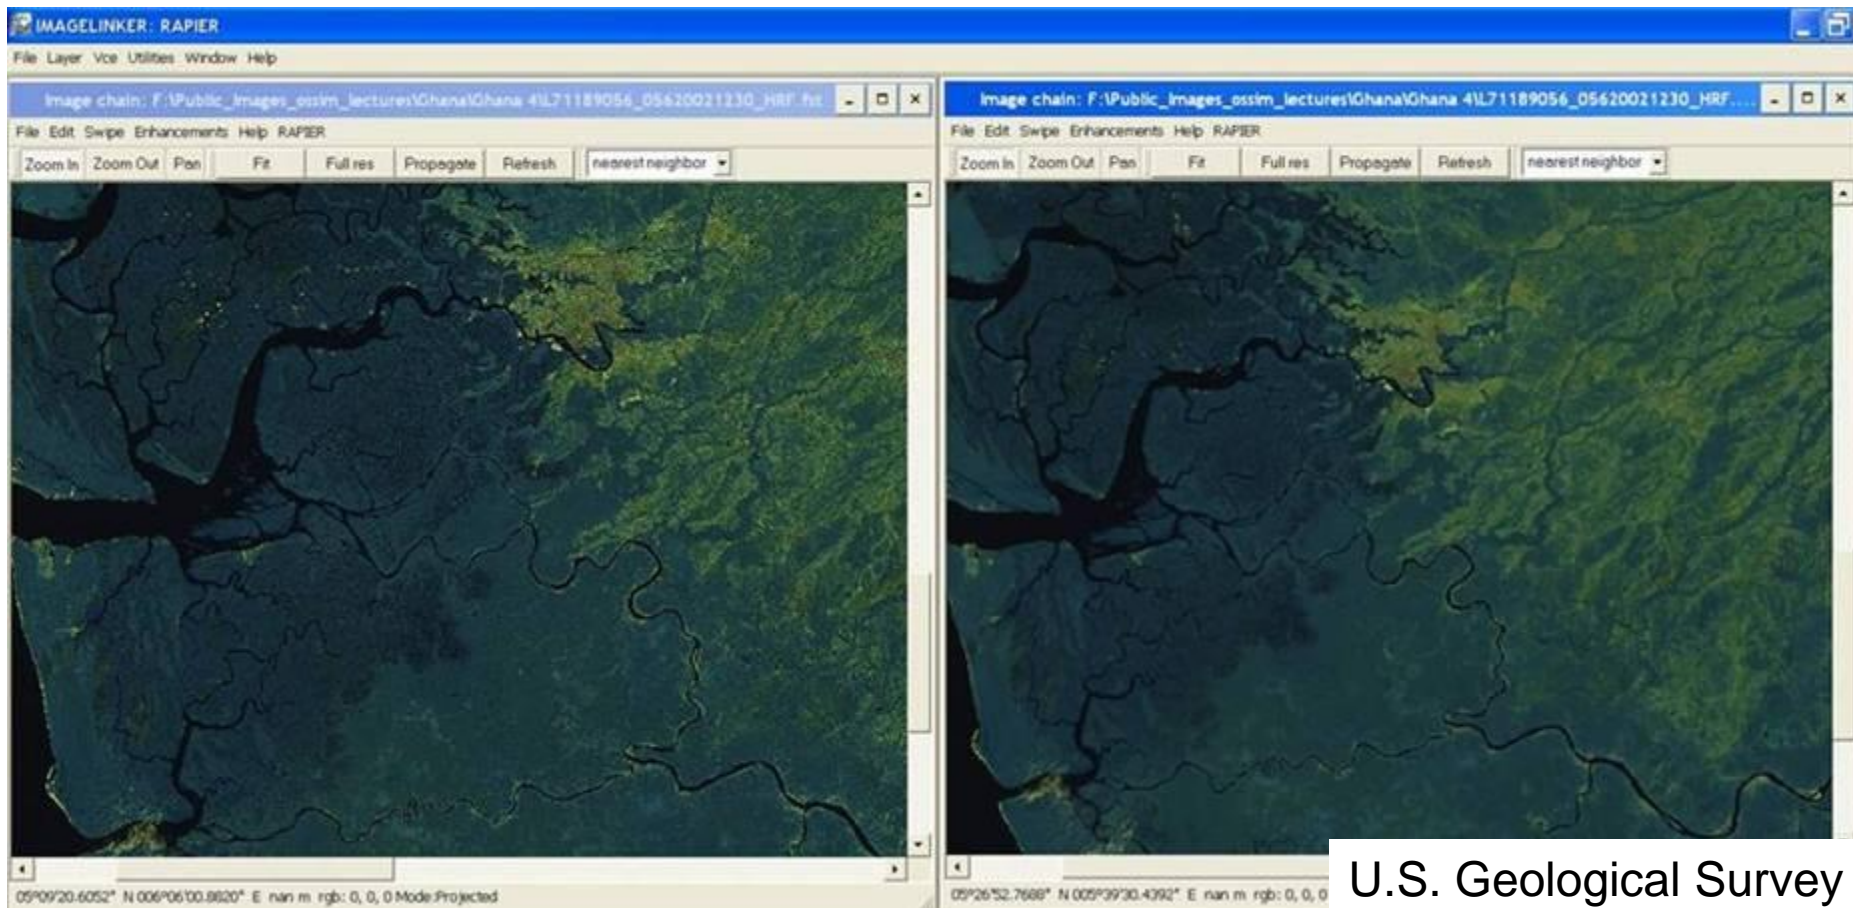 IMAGELINKER: RAPIER
File Layer Vce Utilities Window Help
Image chain: F:\Public_Images_ossim_lectures\Ghana\Ghana 4\L71189056_05620021230_HRF.fst
File Edit Swipe Enhancements Help RAPIER
Zoom In Zoom Out Pan Fit Full res Propagate Refresh nearest neighbor
05°09'20.6052" N 006°06'00.8820" E nan m rgb: 0, 0, 0 Mode:Projected
Image chain: F:\Public_Images_ossim_lectures\Ghana\Ghana 4\L71189056_05620021230_HRF....
File Edit Swipe Enhancements Help RAPIER
Zoom In Zoom Out Pan Fit Full res Propagate Refresh nearest neighbor
05°26'52.7688" N 005°39'30.4392" E nan m rgb: 0, 0, 0
U.S. Geological Survey